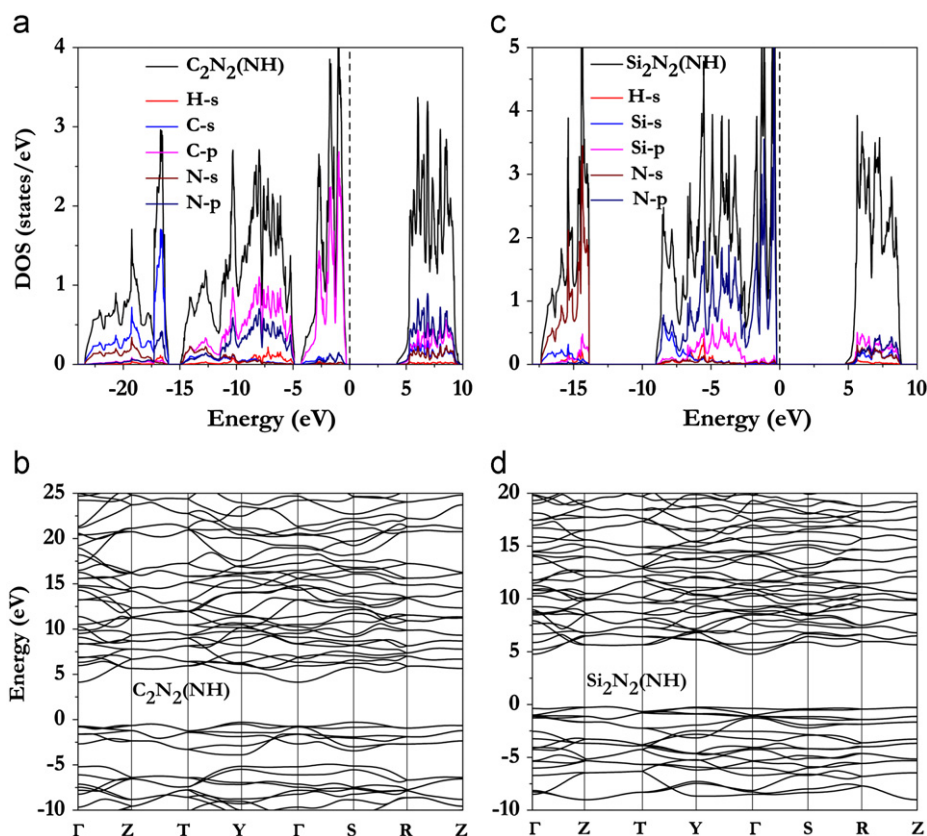 a
4
3
2
1
0
DOS (states/eV)
C₂N₂(NH)
H-s
C-s
C-p
N-s
N-p
-20 -15 -10 -5 0 5 10
Energy (eV)
c
5
4
3
2
1
0
Si₂N₂(NH)
H-s
Si-s
Si-p
N-s
N-p
-15 -10 -5 0 5 10
Energy (eV)
b
25
20
15
10
5
0
-5
-10
Energy (eV)
C₂N₂(NH)
Γ Z T Y Γ S R Z
d
20
15
10
5
0
-5
-10
Si₂N₂(NH)
Γ Z T Y Γ S R Z